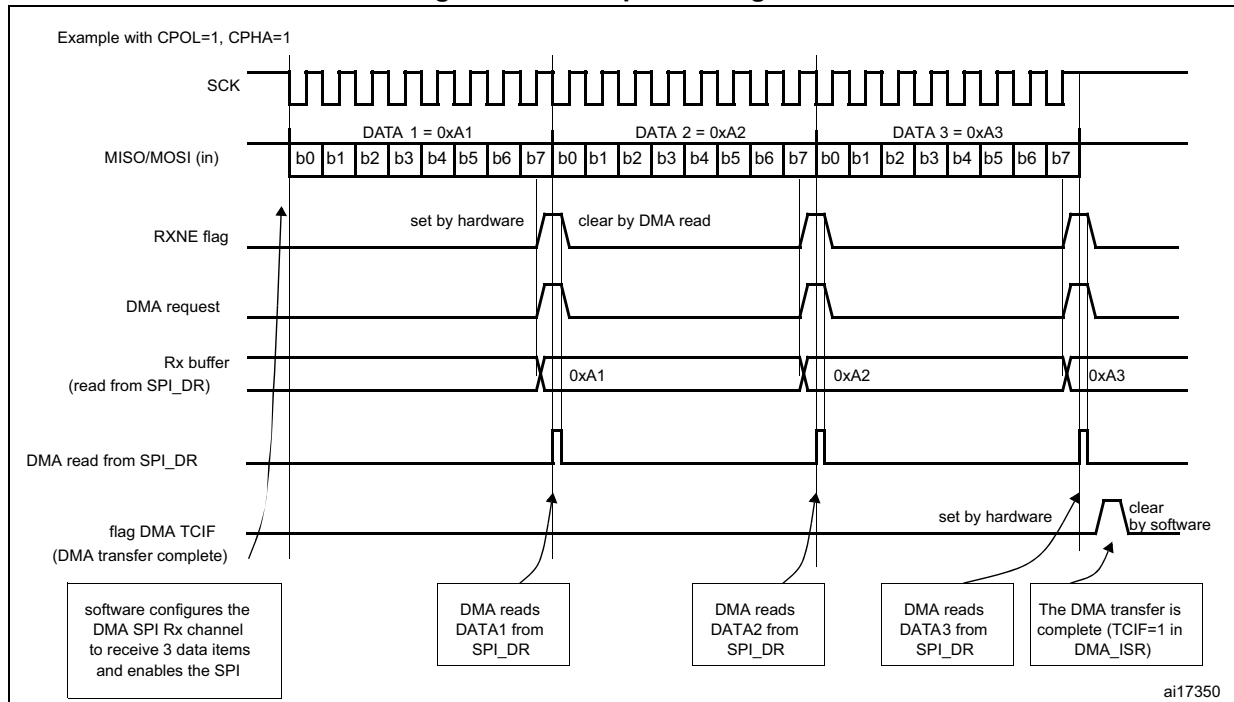 Example with CPOL=1, CPHA=1
SCK
DATA 1 = 0xA1
DATA 2 = 0xA2
DATA 3 = 0xA3
MISO/MOSI (in)
b0 b1 b2 b3 b4 b5 b6 b7 b0 b1 b2 b3 b4 b5 b6 b7 b0 b1 b2 b3 b4 b5 b6 b7
set by hardware
clear by DMA read
RXNE flag
DMA request
Rx buffer
(read from SPI_DR)
0xA1
0xA2
0xA3
DMA read from SPI_DR
flag DMA TCIF
(DMA transfer complete)
set by hardware
clear
by software
software configures the
DMA SPI Rx channel
to receive 3 data items
and enables the SPI
DMA reads
DATA1 from
SPI_DR
DMA reads
DATA2 from
SPI_DR
DMA reads
DATA3 from
SPI_DR
The DMA transfer is
complete (TCIF=1 in
DMA_ISR)
ai17350